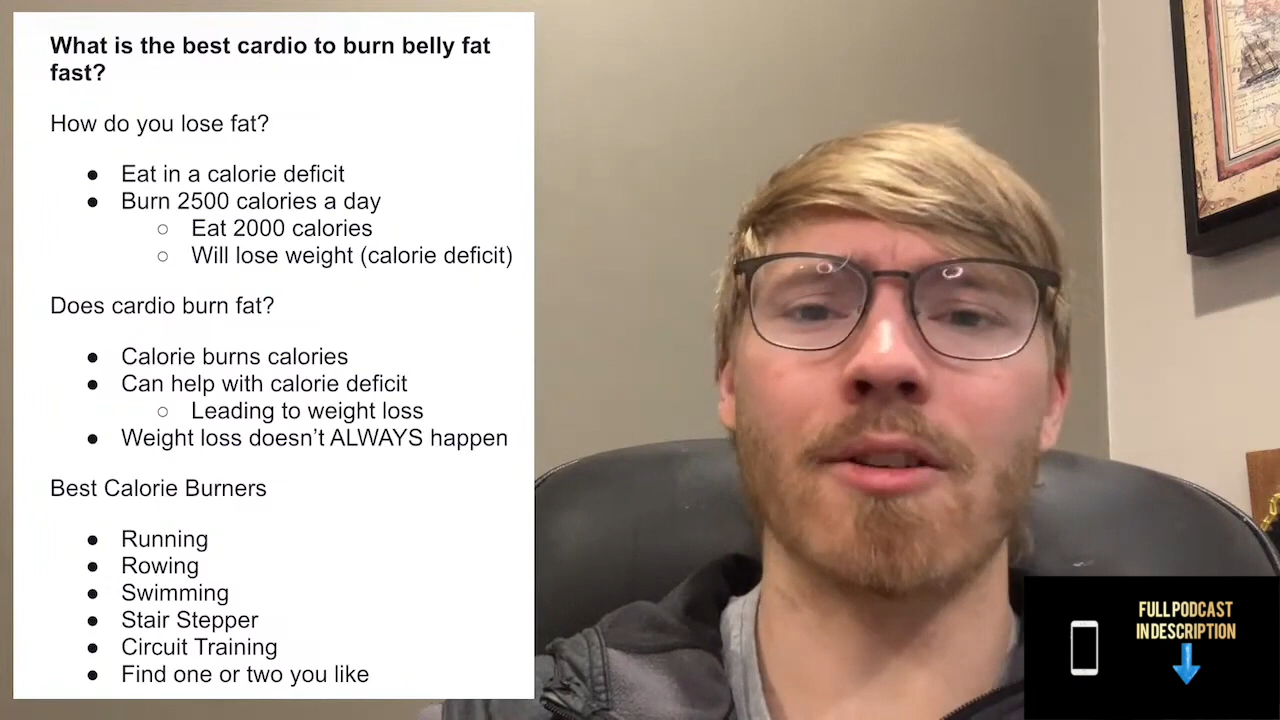 What is the best cardio to burn belly fat
fast?
How do you lose fat?
● Eat in a calorie deficit
● Burn 2500 calories a day
○ Eat 2000 calories
○ Will lose weight (calorie deficit)
Does cardio burn fat?
● Calorie burns calories
● Can help with calorie deficit
○ Leading to weight loss
● Weight loss doesn’t ALWAYS happen
Best Calorie Burners
● Running
● Rowing
● Swimming
● Stair Stepper
● Circuit Training
● Find one or two you like
FULL PODCAST
IN DESCRIPTION